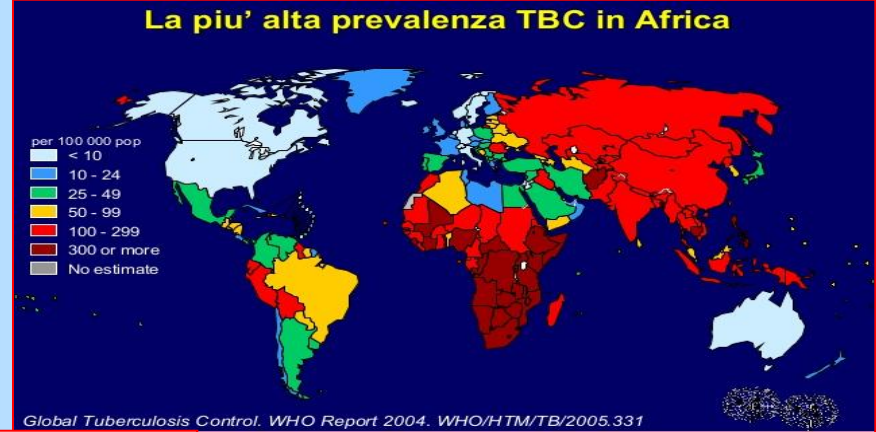 La piu' alta prevalenza TBC in Africa
per 100 000 pop
< 10
10 - 24
25 - 49
50 - 99
100 - 299
300 or more
No estimate
Global Tuberculosis Control. WHO Report 2004. WHO/HTM/TB/2005.331